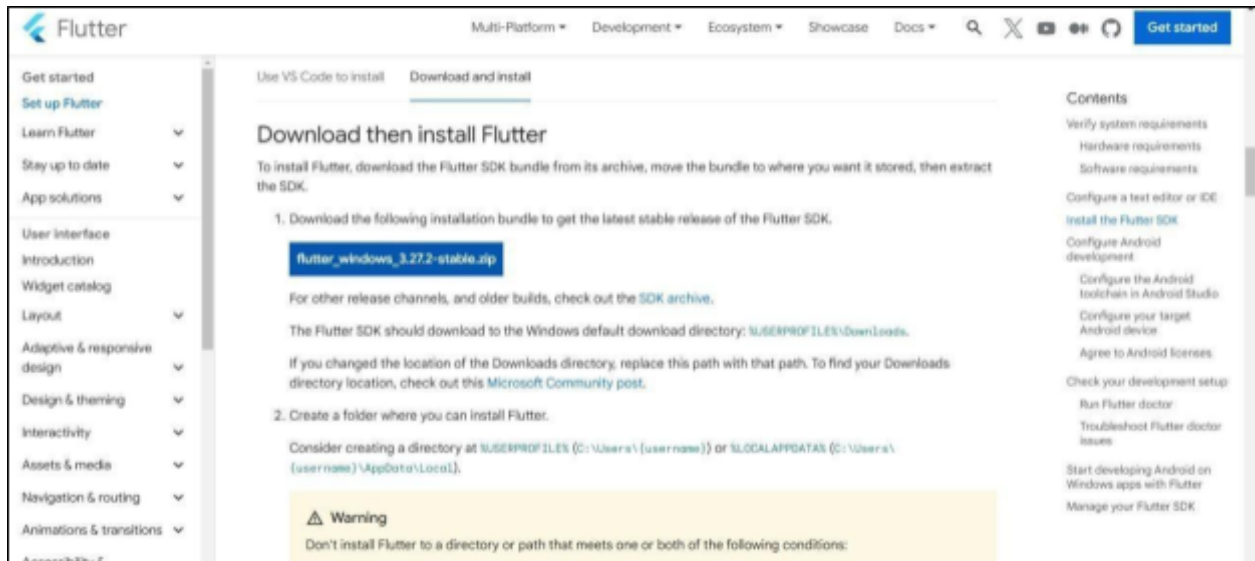 Flutter
Multi-Platform
Development
Ecosystem
Showcase
Docs
Get started
Get started
Set up Flutter
Learn Flutter
Stay up to date
App solutions
User interface
Introduction
Widget catalog
Layout
Adaptive & responsive
design
Design & theming
Interactivity
Assets & media
Navigation & routing
Animations & transitions
Accessibility &
Use VS Code to install
Download and install
Download then install Flutter
To install Flutter, download the Flutter SDK bundle from its archive, move the bundle to where you want it stored, then extract
the SDK.
1. Download the following installation bundle to get the latest stable release of the Flutter SDK.
flutter_windows_3.27.2-stable.zip
For other release channels, and older builds, check out the SDK archive.
The Flutter SDK should download to the Windows default download directory: %USERPROFILE%\Downloads.
If you changed the location of the Downloads directory, replace this path with that path. To find your Downloads
directory location, check out this Microsoft Community post.
2. Create a folder where you can install Flutter.
Consider creating a directory at %USERPROFILE% (C:\Users\{username}) or %LOCALAPPDATA% (C:\Users\
{username}\AppData\Local).
Warning
Don't install Flutter to a directory or path that meets one or both of the following conditions:
Contents
Verify system requirements
Hardware requirements
Software requirements
Configure a text editor or IDE
Install the Flutter SDK
Configure Android
development
Configure the Android
toolchain in Android Studio
Configure your target
Android device
Agree to Android licenses
Check your development setup
Run Flutter doctor
Troubleshoot Flutter doctor
issues
Start developing Android on
Windows apps with Flutter
Manage your Flutter SDK